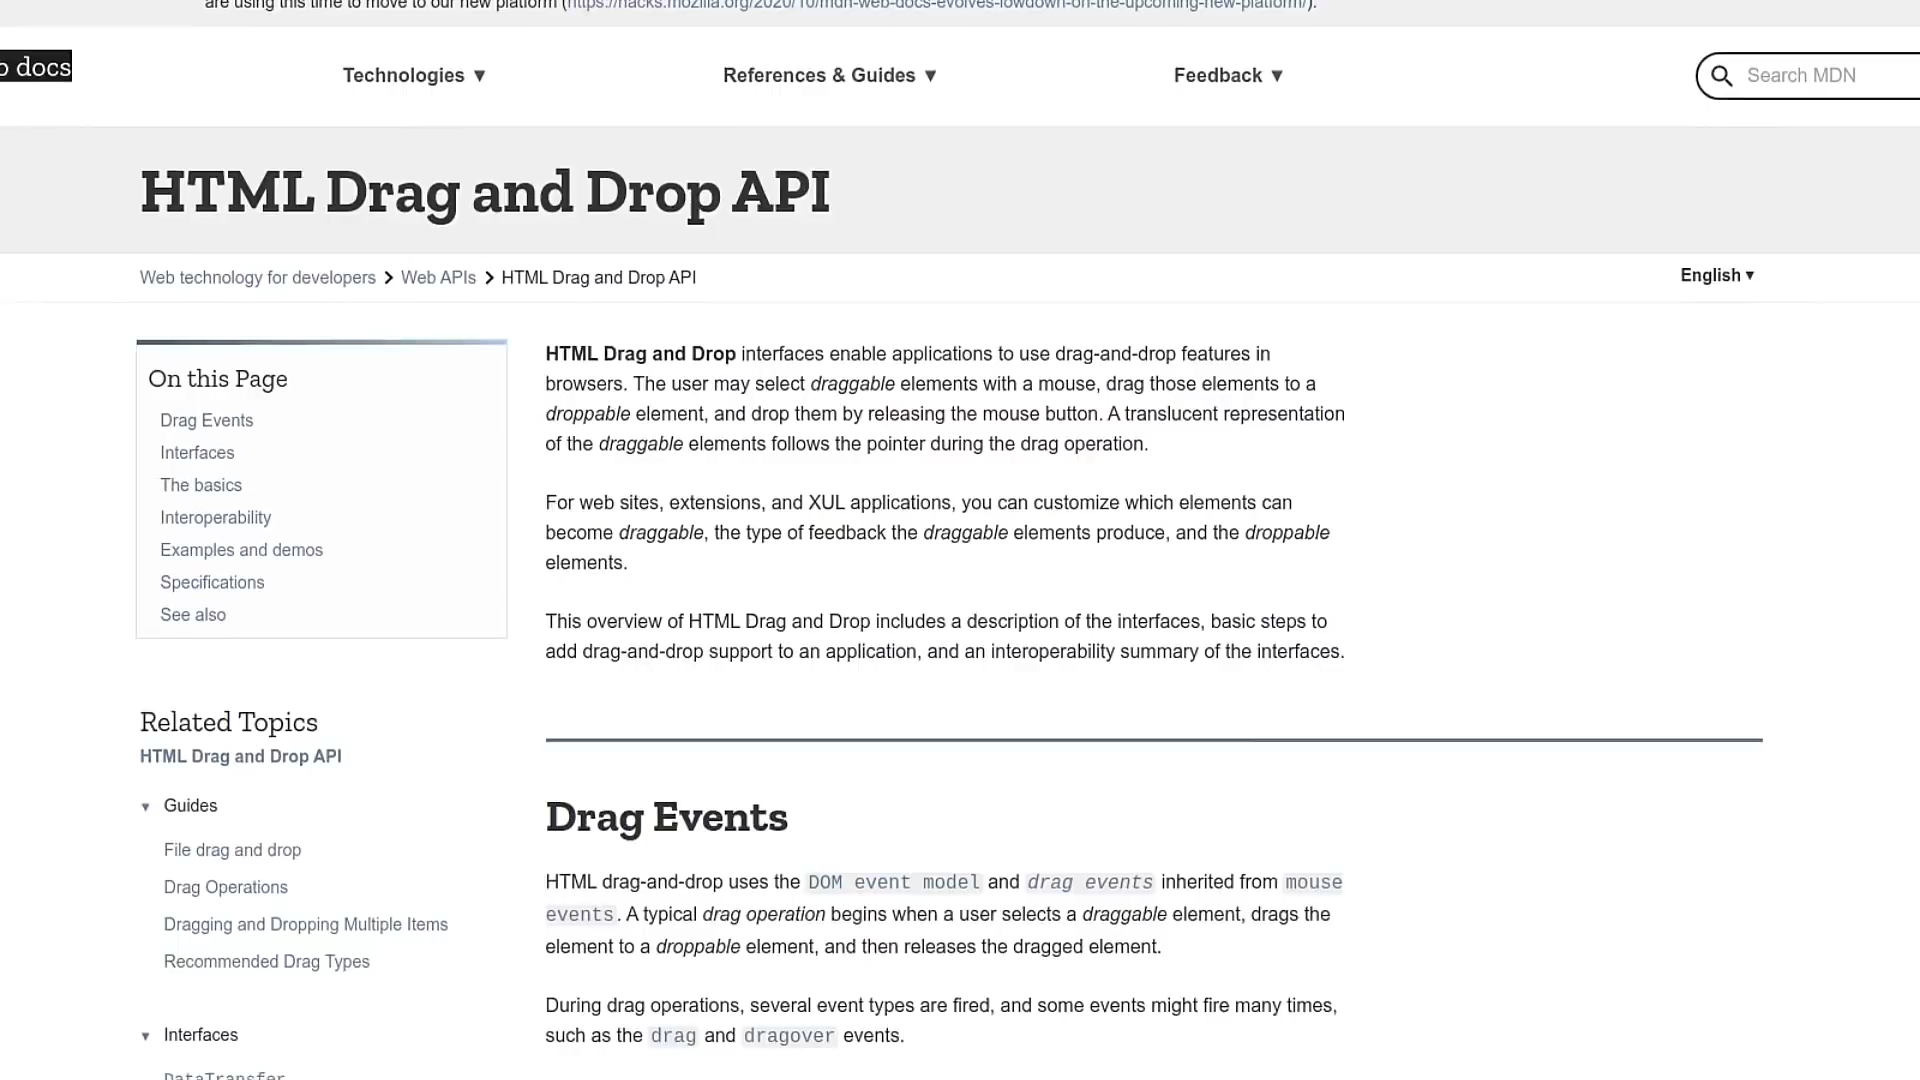 are using this time to move to our new platform (https://hacks.mozilla.org/2020/10/mdn-web-docs-evolves-lowdown-on-the-upcoming-new-platform/).
docs
Technologies ▼
References & Guides ▼
Feedback ▼
Search MDN
HTML Drag and Drop API
Web technology for developers > Web APIs > HTML Drag and Drop API
English ▼
On this Page
Drag Events
Interfaces
The basics
Interoperability
Examples and demos
Specifications
See also
Related Topics
HTML Drag and Drop API
▼ Guides
File drag and drop
Drag Operations
Dragging and Dropping Multiple Items
Recommended Drag Types
▼ Interfaces
DataTransfer
HTML Drag and Drop interfaces enable applications to use drag-and-drop features in
browsers. The user may select draggable elements with a mouse, drag those elements to a
droppable element, and drop them by releasing the mouse button. A translucent representation
of the draggable elements follows the pointer during the drag operation.
For web sites, extensions, and XUL applications, you can customize which elements can
become draggable, the type of feedback the draggable elements produce, and the droppable
elements.
This overview of HTML Drag and Drop includes a description of the interfaces, basic steps to
add drag-and-drop support to an application, and an interoperability summary of the interfaces.
Drag Events
HTML drag-and-drop uses the DOM event model and drag events inherited from mouse
events. A typical drag operation begins when a user selects a draggable element, drags the
element to a droppable element, and then releases the dragged element.
During drag operations, several event types are fired, and some events might fire many times,
such as the drag and dragover events.